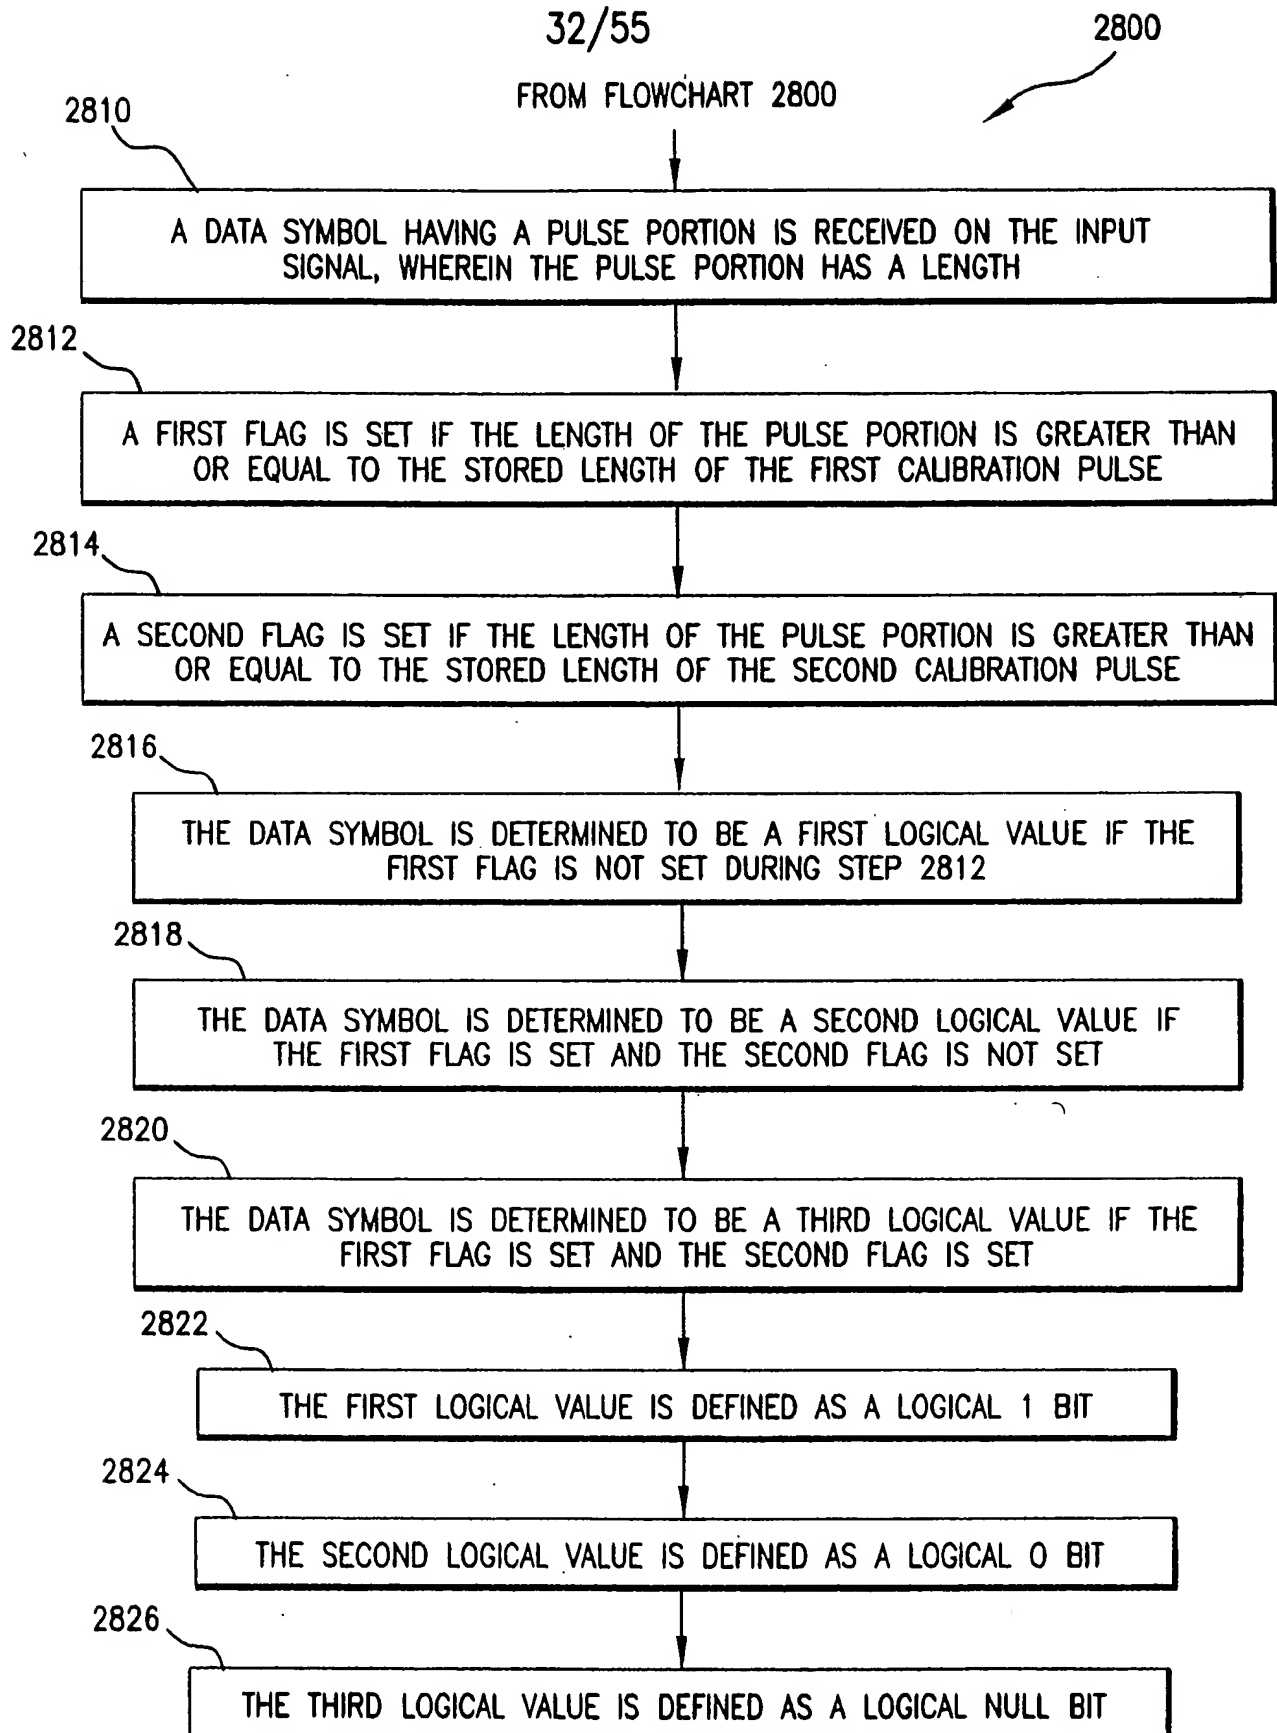 32/55
2800
FROM FLOWCHART 2800
2810
A DATA SYMBOL HAVING A PULSE PORTION IS RECEIVED ON THE INPUT
SIGNAL, WHEREIN THE PULSE PORTION HAS A LENGTH
2812
A FIRST FLAG IS SET IF THE LENGTH OF THE PULSE PORTION IS GREATER THAN
OR EQUAL TO THE STORED LENGTH OF THE FIRST CALIBRATION PULSE
2814
A SECOND FLAG IS SET IF THE LENGTH OF THE PULSE PORTION IS GREATER THAN
OR EQUAL TO THE STORED LENGTH OF THE SECOND CALIBRATION PULSE
2816
THE DATA SYMBOL IS DETERMINED TO BE A FIRST LOGICAL VALUE IF THE
FIRST FLAG IS NOT SET DURING STEP 2812
2818
THE DATA SYMBOL IS DETERMINED TO BE A SECOND LOGICAL VALUE IF
THE FIRST FLAG IS SET AND THE SECOND FLAG IS NOT SET
2820
THE DATA SYMBOL IS DETERMINED TO BE A THIRD LOGICAL VALUE IF THE
FIRST FLAG IS SET AND THE SECOND FLAG IS SET
2822
THE FIRST LOGICAL VALUE IS DEFINED AS A LOGICAL 1 BIT
2824
THE SECOND LOGICAL VALUE IS DEFINED AS A LOGICAL 0 BIT
2826
THE THIRD LOGICAL VALUE IS DEFINED AS A LOGICAL NULL BIT